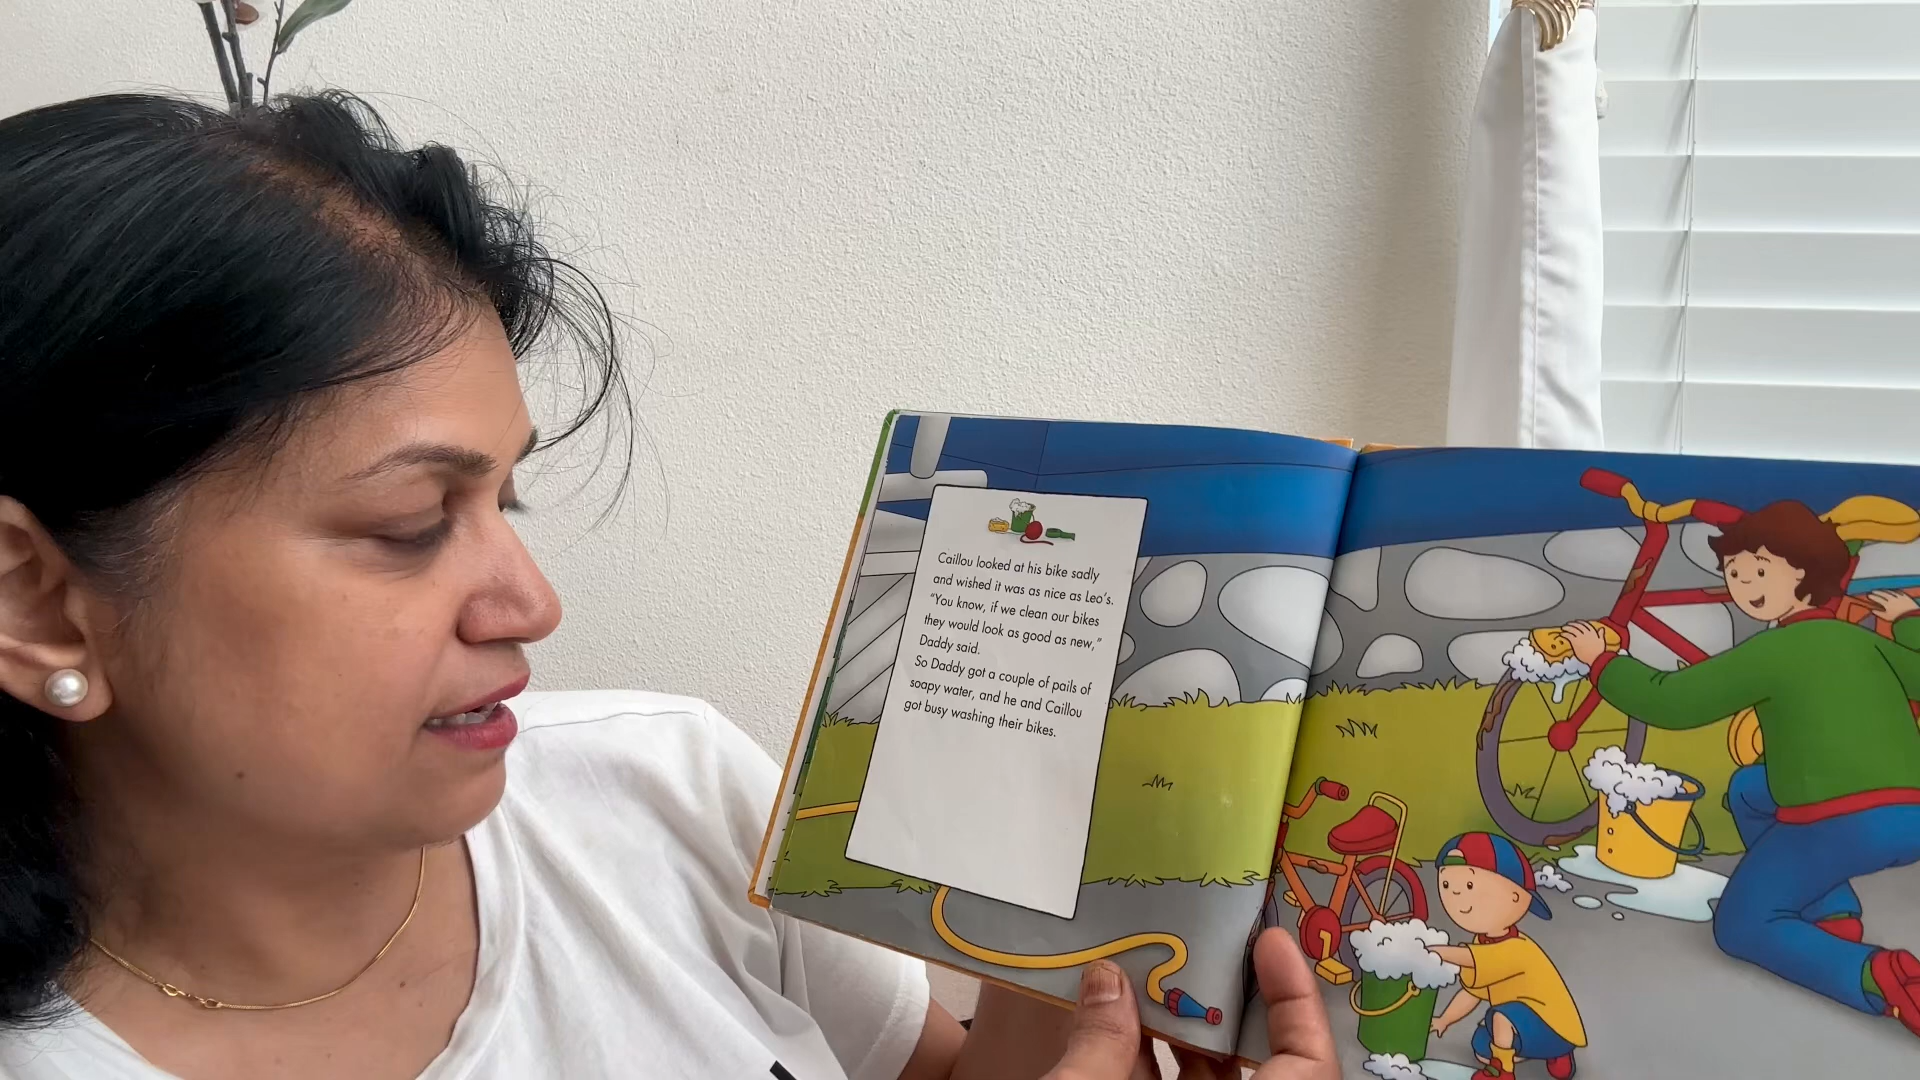 Caillou looked at his bike sadly
and wished it was as nice as Leo's.
"You know, if we clean our bikes
they would look as good as new,"
Daddy said.
So Daddy got a couple of pails of
soapy water, and he and Caillou
got busy washing their bikes.